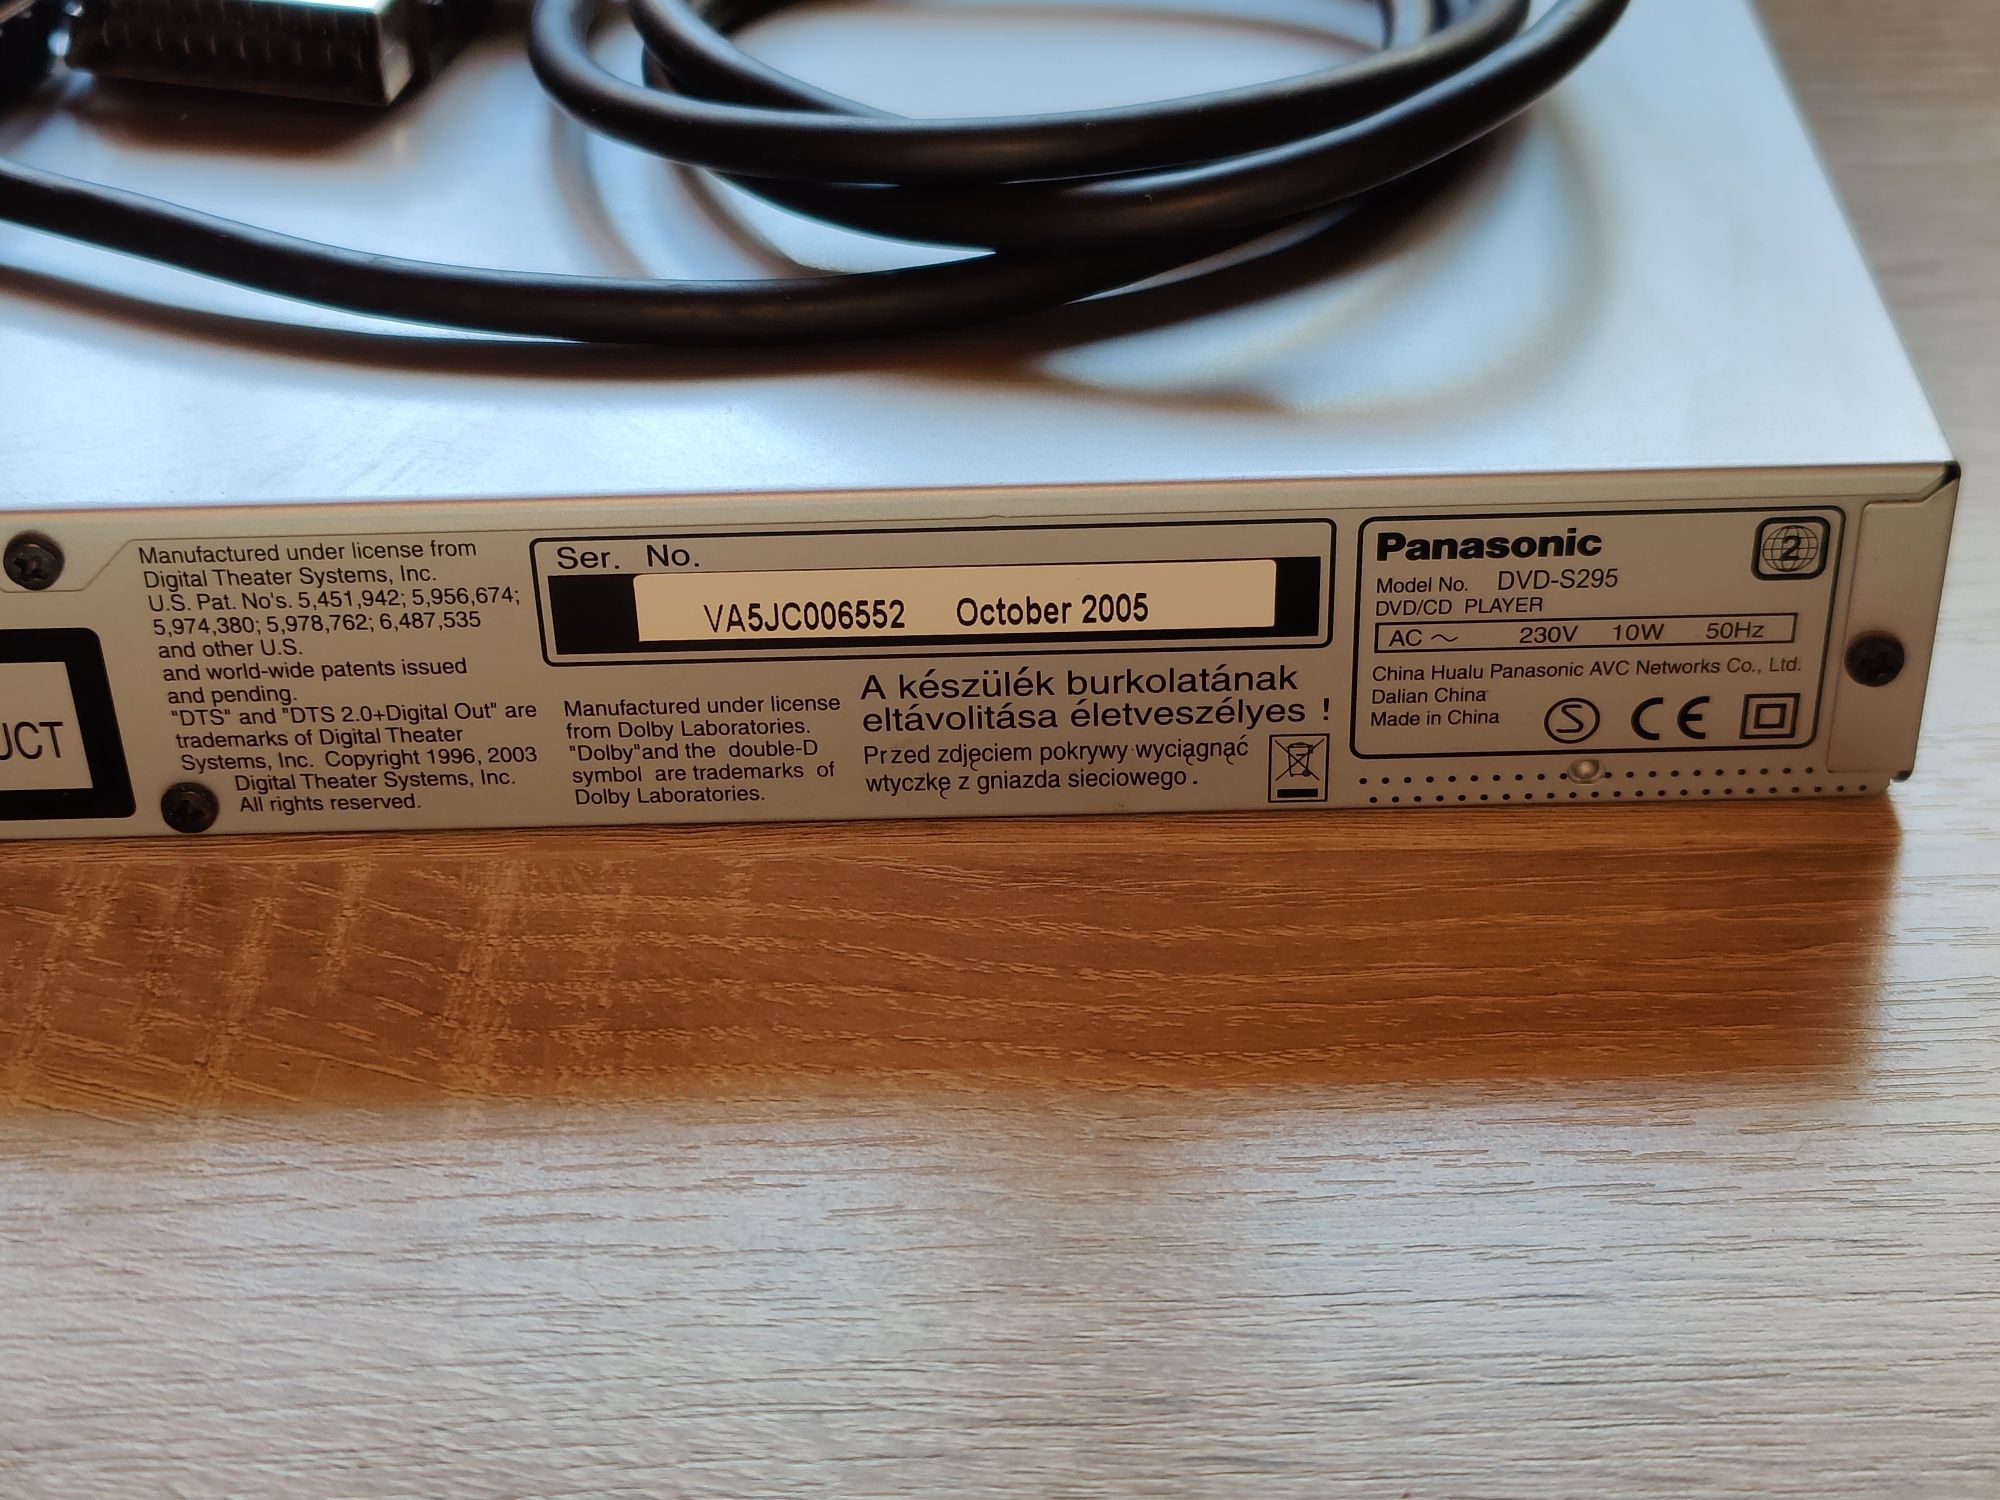 UCT
Manufactured under license from
Digital Theater Systems, Inc.
U.S. Pat. No's. 5,451,942; 5,956,674;
5,974,380; 5,978,762; 6,487,535
and other U.S.
and world-wide patents issued
and pending.
"DTS" and "DTS 2.0+Digital Out" are
trademarks of Digital Theater
Systems, Inc. Copyright 1996, 2003
Digital Theater Systems, Inc.
All rights reserved.
Ser. No.
VA5JC006552 October 2005
Manufactured under license
from Dolby Laboratories.
"Dolby"and the double-D
symbol are trademarks of
Dolby Laboratories.
A készülék burkolatának
eltávolitása életveszélyes !
Przed zdjęciem pokrywy wyciągnąć
wtyczkę z gniazda sieciowego.
Panasonic
2
Model No. DVD-S295
DVD/CD PLAYER
AC ~ 230V 10W 50Hz
China Hualu Panasonic AVC Networks Co., Ltd.
Dalian China
Made in China
S CE